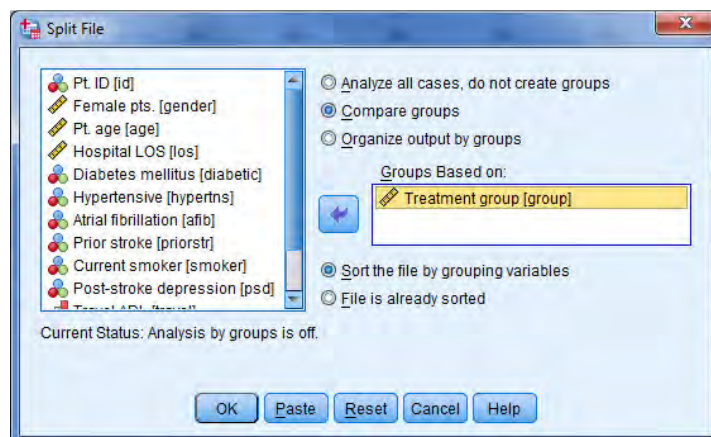 Split File
Pt. ID [id]
Female pts. [gender]
Pt. age [age]
Hospital LOS [los]
Diabetes mellitus [diabetic]
Hypertensive [hypertns]
Atrial fibrillation [afib]
Prior stroke [priorstr]
Current smoker [smoker]
Post-stroke depression [psd]
Analyze all cases, do not create groups
Compare groups
Organize output by groups
Groups Based on:
Treatment group [group]
Sort the file by grouping variables
File is already sorted
Current Status: Analysis by groups is off.
OK
Paste
Reset
Cancel
Help